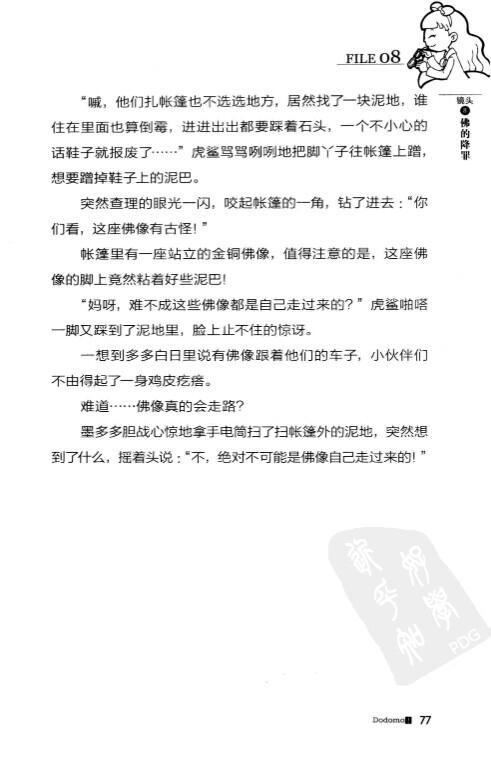 FILE 08
镜头
佛的降罪
“喊，他们扎帐篷也不选选地方，居然找了一块泥地，谁
住在里面也算倒霉，进进出出都要踩着石头，一个不小心的
话鞋子就报废了……”虎鲨骂骂咧咧地把脚丫子往帐篷上蹭，
想要蹭掉鞋子上的泥巴。
突然查理的眼光一闪，咬起帐篷的一角，钻了进去：“你
们看，这座佛像有古怪！”
帐篷里有一座站立的金铜佛像，值得注意的是，这座佛
像的脚上竟然粘着好些泥巴！
“妈呀，难不成这些佛像都是自己走过来的？”虎鲨啪嗒
一脚又踩到了泥地里，脸上止不住的惊讶。
一想到多多白日里说有佛像跟着他们的车子，小伙伴们
不由得起了一身鸡皮疙瘩。
难道……佛像真的会走路？
墨多多胆战心惊地拿手电筒扫了扫帐篷外的泥地，突然想
到了什么，摇着头说：“不，绝对不可能是佛像自己走过来的！”
PDG
Dodomo 77